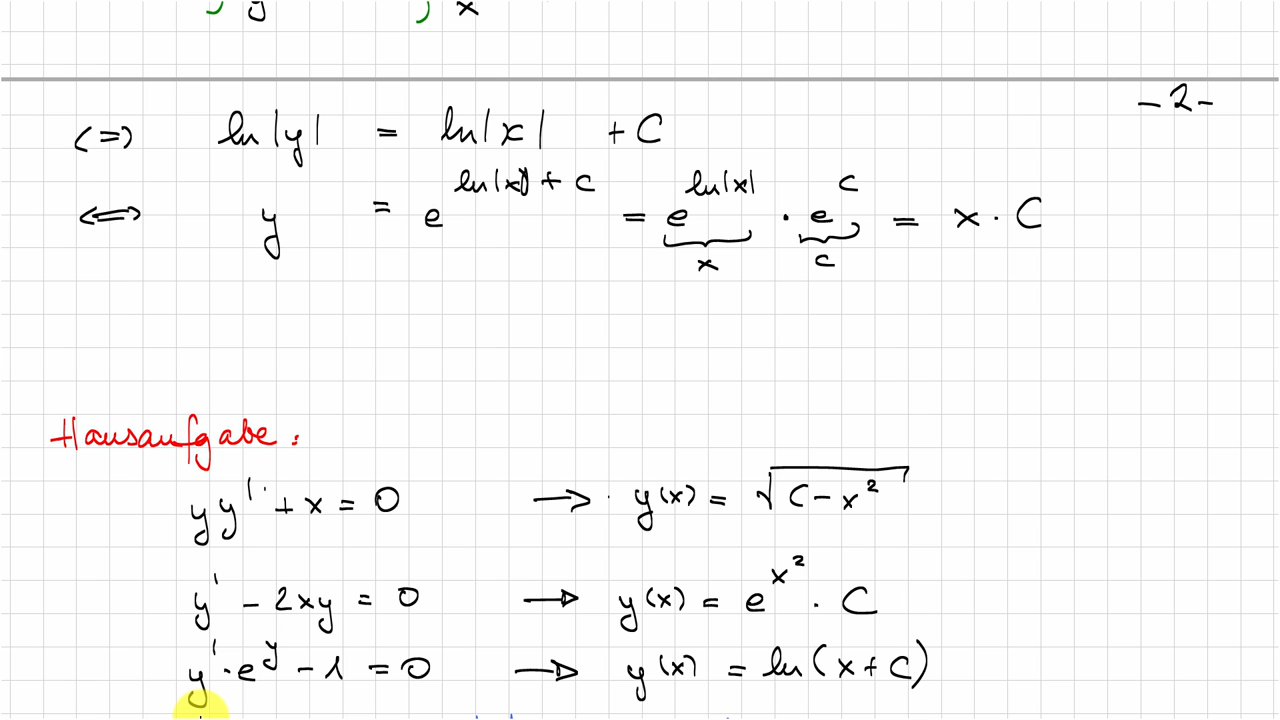 y x
- 2 -
(=) ln|y| = ln|x| + C
<=> y = e^{ln|x| + c} = e^{ln|x|} · e^{c} = x · C
x c
Hausaufgabe:
yy' + x = 0 → y(x) = √(C - x²)
y' - 2xy = 0 → y(x) = e^{x²} · C
y' · e^{y} - 1 = 0 → y(x) = ln(x + C)